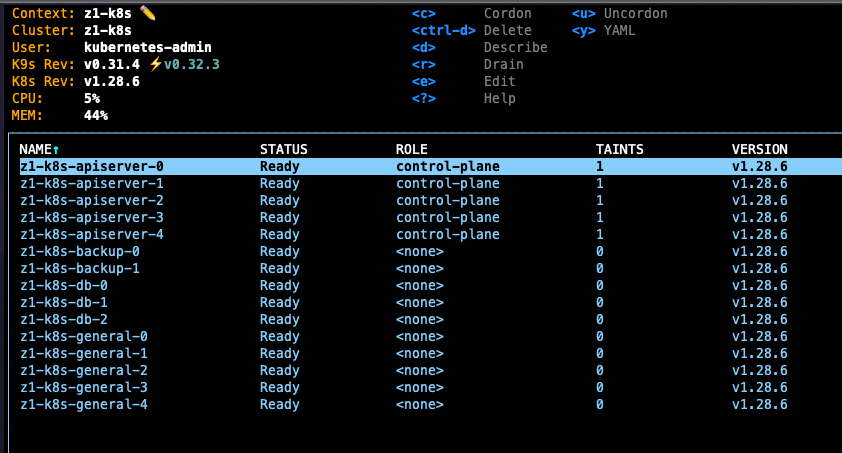 Context: z1-k8s ✏️ <c> Cordon <u> Uncordon
Cluster: z1-k8s <ctrl-d> Delete <y> YAML
User: kubernetes-admin <d> Describe
K9s Rev: v0.31.4 ⚡v0.32.3 <r> Drain
K8s Rev: v1.28.6 <e> Edit
CPU: 5% <?> Help
MEM: 44%
NAME↑ STATUS ROLE TAINTS VERSION
z1-k8s-apiserver-0 Ready control-plane 1 v1.28.6
z1-k8s-apiserver-1 Ready control-plane 1 v1.28.6
z1-k8s-apiserver-2 Ready control-plane 1 v1.28.6
z1-k8s-apiserver-3 Ready control-plane 1 v1.28.6
z1-k8s-apiserver-4 Ready control-plane 1 v1.28.6
z1-k8s-backup-0 Ready <none> 0 v1.28.6
z1-k8s-backup-1 Ready <none> 0 v1.28.6
z1-k8s-db-0 Ready <none> 0 v1.28.6
z1-k8s-db-1 Ready <none> 0 v1.28.6
z1-k8s-db-2 Ready <none> 0 v1.28.6
z1-k8s-general-0 Ready <none> 0 v1.28.6
z1-k8s-general-1 Ready <none> 0 v1.28.6
z1-k8s-general-2 Ready <none> 0 v1.28.6
z1-k8s-general-3 Ready <none> 0 v1.28.6
z1-k8s-general-4 Ready <none> 0 v1.28.6